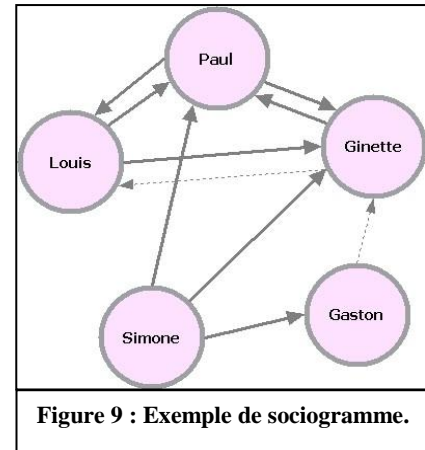 Paul
Louis
Ginette
Simone
Gaston
Figure 9 : Exemple de sociogramme.